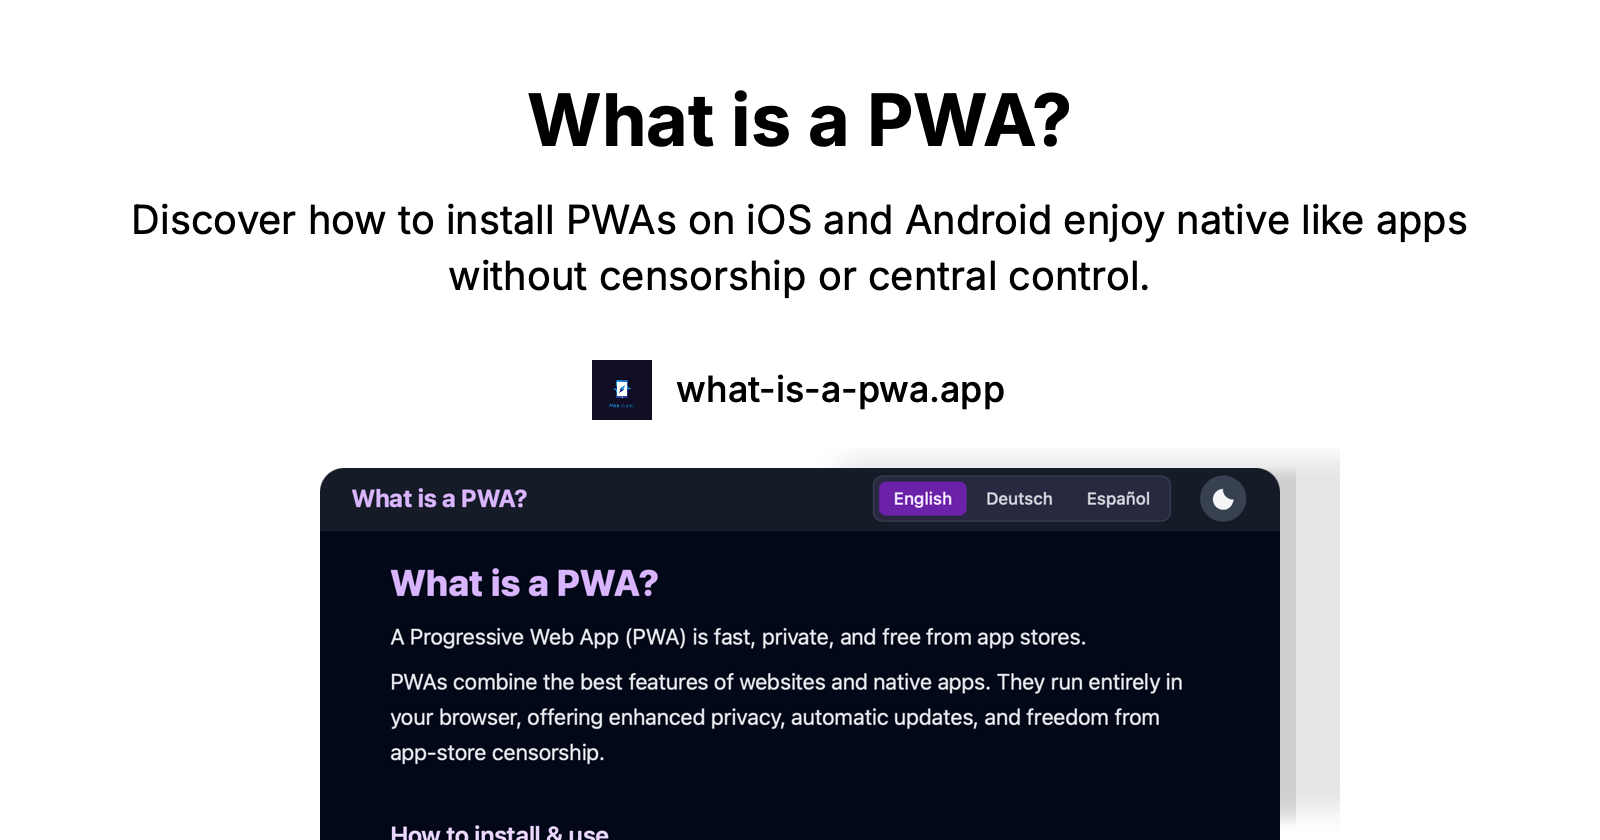 What is a PWA?
Discover how to install PWAs on iOS and Android enjoy native like apps
without censorship or central control.
PWA Guide
what-is-a-pwa.app
What is a PWA?
English
Deutsch
Español
What is a PWA?
A Progressive Web App (PWA) is fast, private, and free from app stores.
PWAs combine the best features of websites and native apps. They run entirely in
your browser, offering enhanced privacy, automatic updates, and freedom from
app-store censorship.
How to install & use